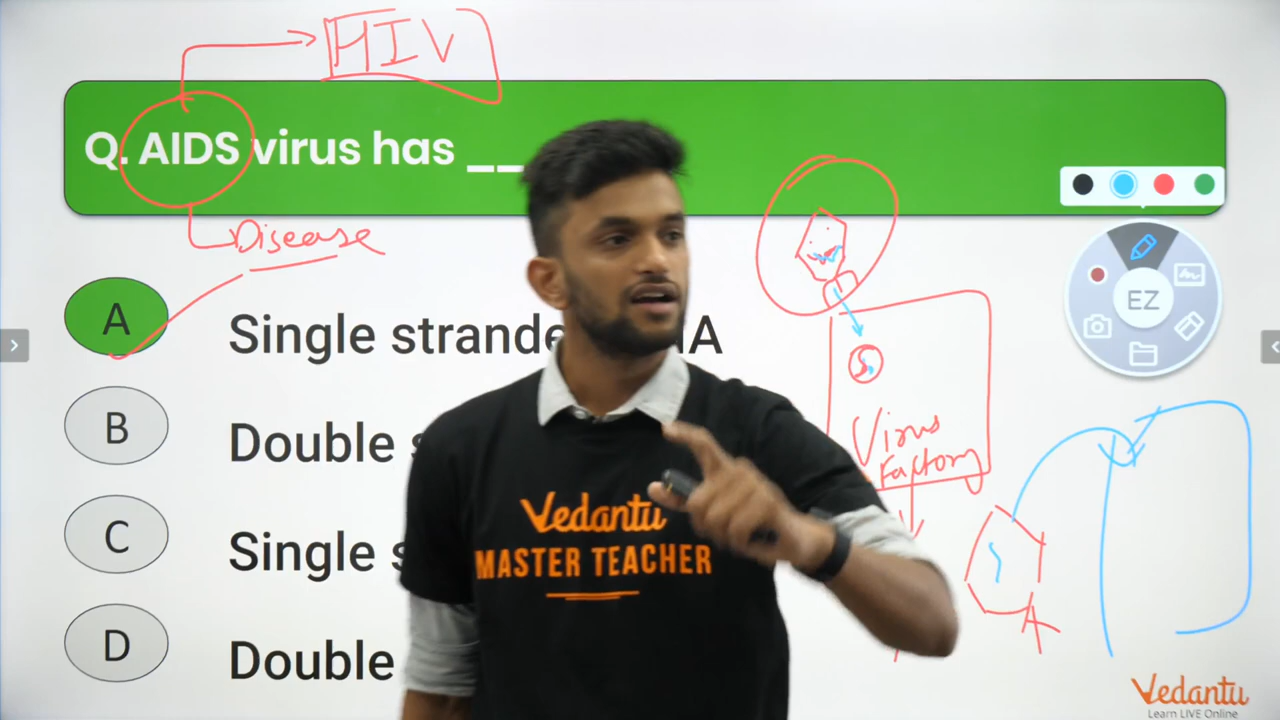 HIV
Q. AIDS virus has __
Disease
A Single strande A
B Double
C Single s
D Double
Virus
Factory
EZ
Vedantu
MASTER TEACHER
Vedantu
Learn LIVE Online